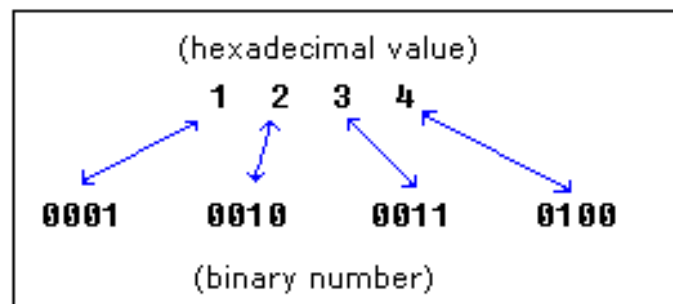 (hexadecimal value)
1 2 3 4
0001 0010 0011 0100
(binary number)